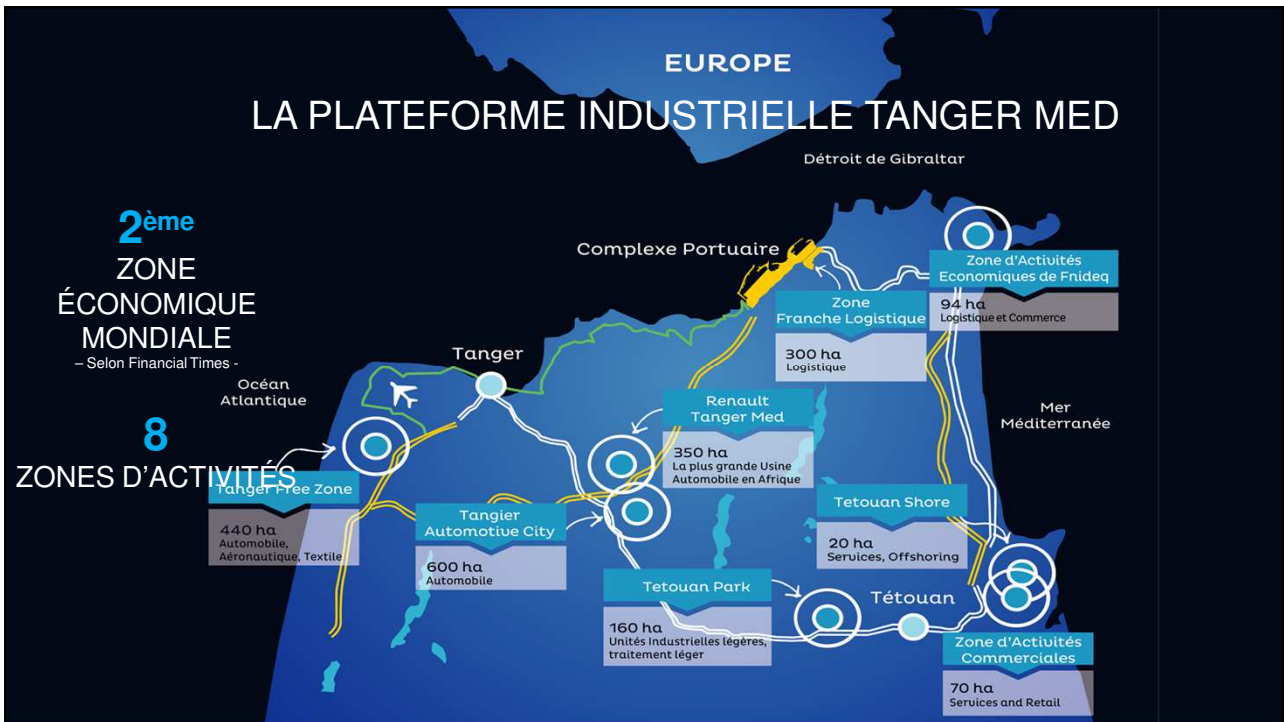 EUROPE
LA PLATEFORME INDUSTRIELLE TANGER MED
Détroit de Gibraltar
2ème
ZONE
ÉCONOMIQUE
MONDIALE
– Selon Financial Times -
8
ZONES D’ACTIVITÉS
Océan
Atlantique
Tanger
Complexe Portuaire
Mer
Méditerranée
Zone d'Activités
Economiques de Fnideq
94 ha
Logistique et Commerce
Zone
Franche Logistique
300 ha
Logistique
Renault
Tanger Med
350 ha
La plus grande Usine
Automobile en Afrique
Tanger Free Zone
440 ha
Automobile,
Aéronautique, Textile
Tangier
Automotive City
600 ha
Automobile
Tetouan Shore
20 ha
Services, Offshoring
Tetouan Park
160 ha
Unités Industrielles légères,
traitement léger
Tétouan
Zone d'Activités
Commerciales
70 ha
Services and Retail